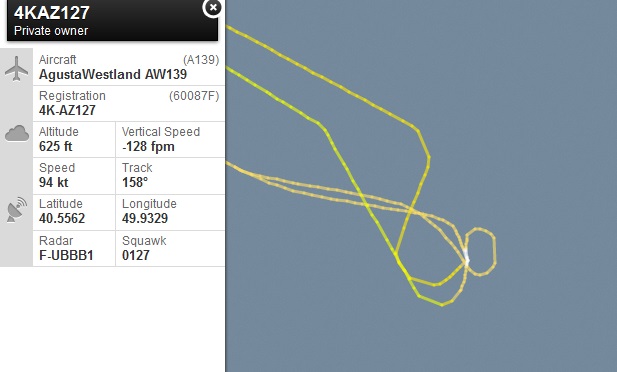 4KAZ127
Private owner
Aircraft (A139)
AgustaWestland AW139
Registration (60087F)
4K-AZ127
Altitude Vertical Speed
625 ft -128 fpm
Speed Track
94 kt 158°
Latitude Longitude
40.5562 49.9329
Radar Squawk
F-UBBB1 0127